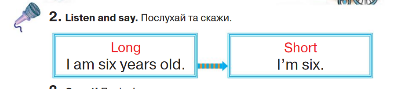 2. Listen and say. Послухай та скажи.
Long
I am six years old.
Short
I'm six.